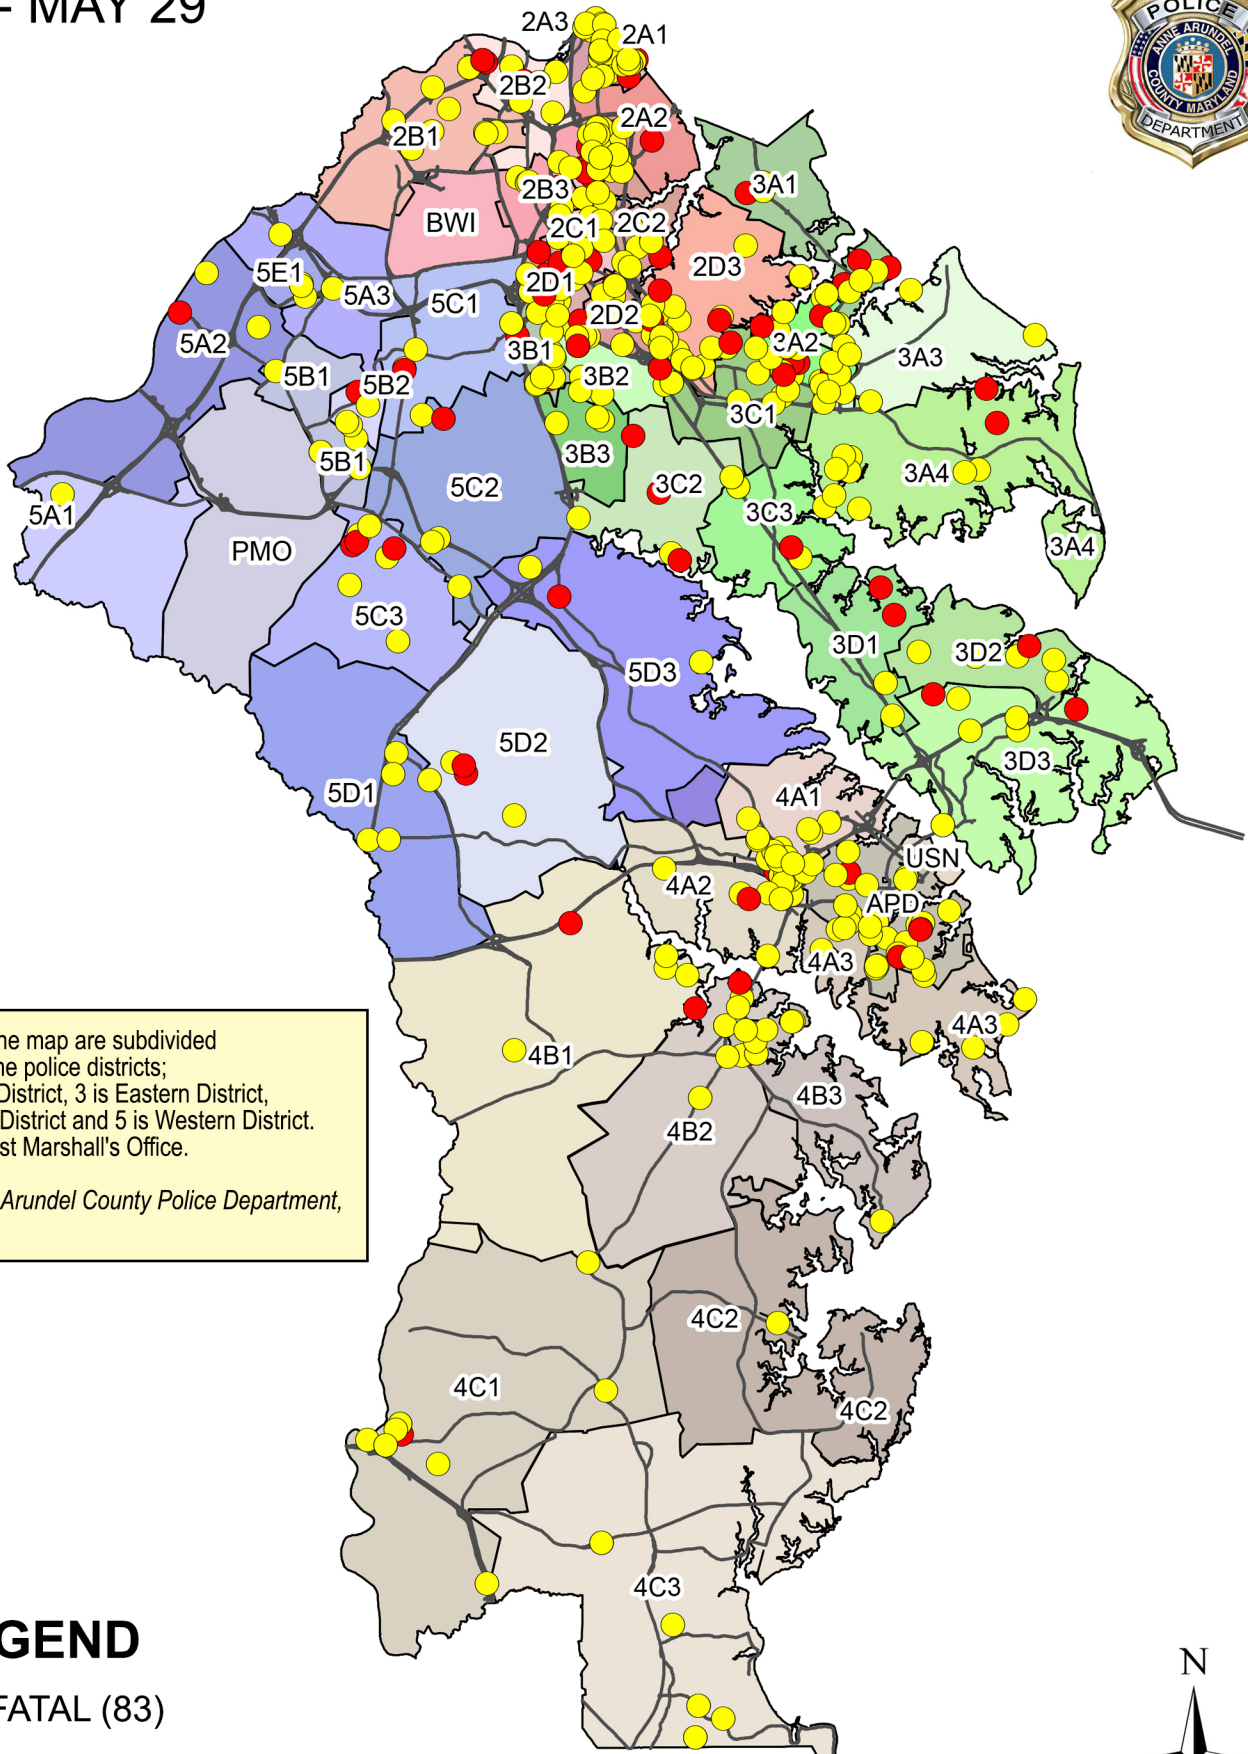 - MAY 29
POLICE
ANNE ARUNDEL
COUNTY MARYLAND
DEPARTMENT
2A3
2A1
2B2
2A2
2B1
2B3
3A1
BWI
2C1
2C2
2D3
5E1
5A3
5C1
2D1
2D2
5A2
3B1
3A2
3A3
5B1
5B2
3B2
3C1
5B1
3B3
3A4
5C2
3C2
5A1
3C3
PMO
3A4
5C3
3D1
3D2
5D3
5D2
3D3
5D1
4A1
USN
4A2
APD
4A3
4A3
4B1
4B3
4B2
4C2
4C1
4C2
4C3
he map are subdivided
ne police districts;
District, 3 is Eastern District,
District and 5 is Western District.
st Marshall's Office.
Arundel County Police Department,
GEND
FATAL (83)
N